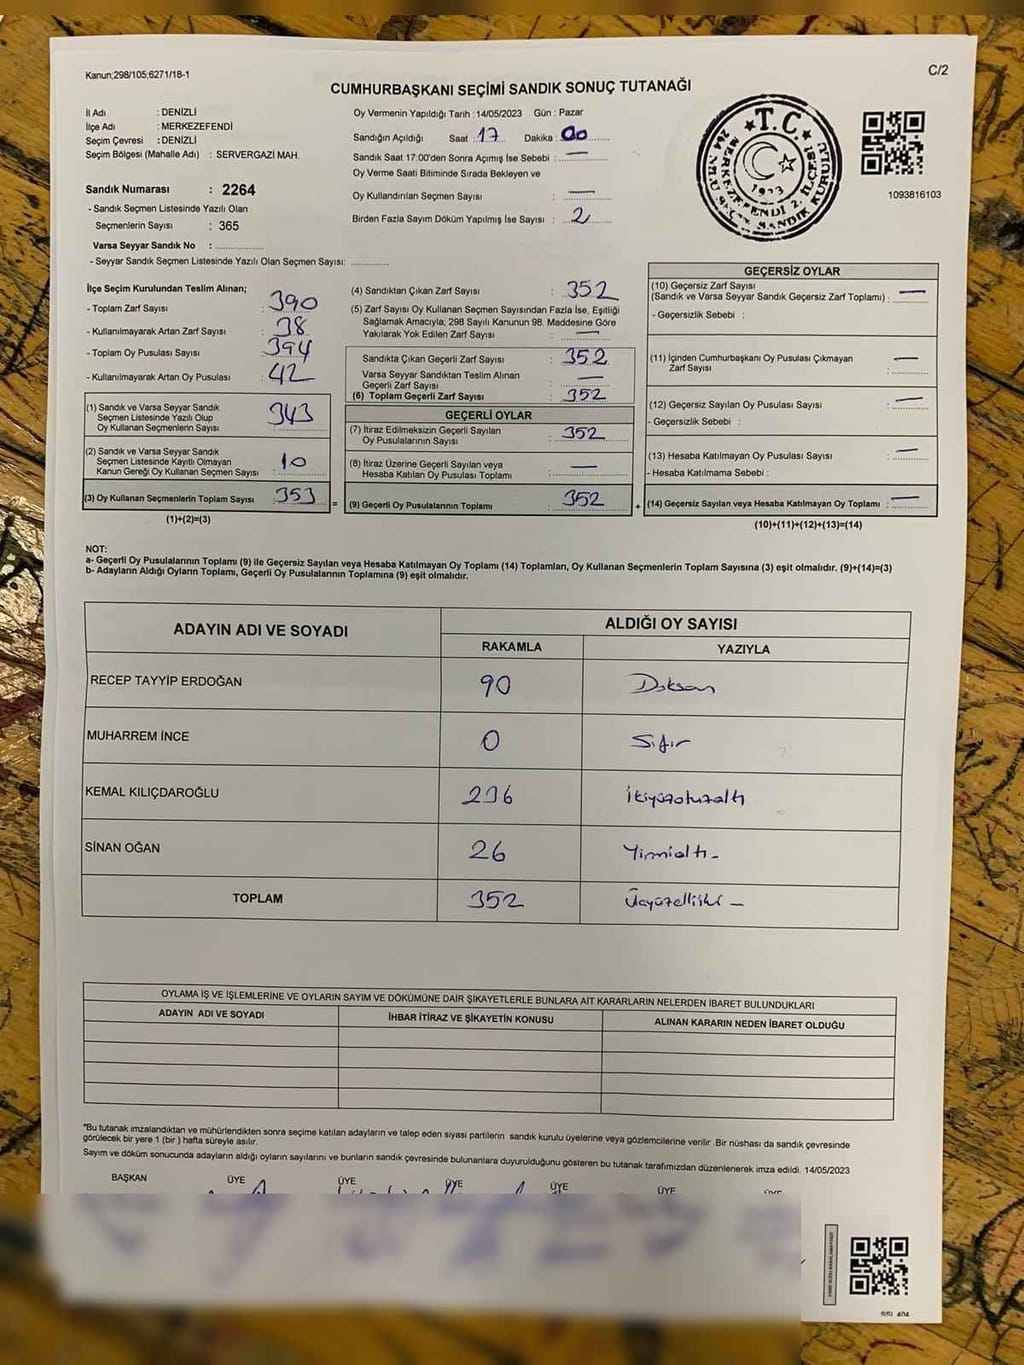 Kanun;298/105;6271/18-1
C/2
CUMHURBAŞKANI SEÇİMİ SANDIK SONUÇ TUTANAĞI
İl Adı : DENİZLİ
İlçe Adı : MERKEZEFENDİ
Seçim Çevresi : DENİZLİ
Seçim Bölgesi (Mahalle Adı) : SERVERGAZİ MAH.
Sandık Numarası : 2264
- Sandık Seçmen Listesinde Yazılı Olan
Seçmenlerin Sayısı : 365
Varsa Seyyar Sandık No :
- Seyyar Sandık Seçmen Listesinde Yazılı Olan Seçmen Sayısı:
Oy Vermenin Yapıldığı Tarih : 14/05/2023 Gün : Pazar
Sandığın Açıldığı Saat : 17 Dakika : 00
Sandık Saat 17:00'den Sonra Açımış İse Sebebi : —
Oy Verme Saati Bitiminde Sırada Bekleyen ve
Oy Kullandırılan Seçmen Sayısı : —
Birden Fazla Sayım Döküm Yapılmış İse Sayısı : 2
T.C.
MERKEZEFENDİ 2. İLÇESİ
SANDIK KURULU
1923
1093816103
İlçe Seçim Kurulundan Teslim Alınan;
- Toplam Zarf Sayısı : 390
- Kullanılmayarak Artan Zarf Sayısı : 38
- Toplam Oy Pusulası Sayısı : 394
- Kullanılmayarak Artan Oy Pusulası : 42
(1) Sandık ve Varsa Seyyar Sandık
Seçmen Listesinde Yazılı Olup
Oy Kullanan Seçmenlerin Sayısı : 343
(2) Sandık ve Varsa Seyyar Sandık
Seçmen Listesinde Kayıtlı Olmayan
Kanun Gereği Oy Kullanan Seçmen Sayısı : 10
(3) Oy Kullanan Seçmenlerin Toplam Sayısı : 353 =
(1)+(2)=(3)
(4) Sandıktan Çıkan Zarf Sayısı : 352
(5) Zarf Sayısı Oy Kullanan Seçmen Sayısından Fazla İse, Eşitliği
Sağlamak Amacıyla; 298 Sayılı Kanunun 98. Maddesine Göre
Yakılarak Yok Edilen Zarf Sayısı : —
Sandıkta Çıkan Geçerli Zarf Sayısı : 352
Varsa Seyyar Sandıktan Teslim Alınan
Geçerli Zarf Sayısı : —
(6) Toplam Geçerli Zarf Sayısı : 352
GEÇERLİ OYLAR
(7) İtiraz Edilmeksizin Geçerli Sayılan
Oy Pusulalarının Sayısı : 352
(8) İtiraz Üzerine Geçerli Sayılan veya
Hesaba Katılan Oy Pusulası Toplamı : —
(9) Geçerli Oy Pusulalarının Toplamı : 352 +
GEÇERSİZ OYLAR
(10) Geçersiz Zarf Sayısı
(Sandık ve Varsa Seyyar Sandık Geçersiz Zarf Toplamı) : —
- Geçersizlik Sebebi :
(11) İçinden Cumhurbaşkanı Oy Pusulası Çıkmayan
Zarf Sayısı : —
(12) Geçersiz Sayılan Oy Pusulası Sayısı : —
- Geçersizlik Sebebi :
(13) Hesaba Katılmayan Oy Pusulası Sayısı : —
- Hesaba Katılmama Sebebi :
(14) Geçersiz Sayılan veya Hesaba Katılmayan Oy Toplamı : —
(10)+(11)+(12)+(13)=(14)
NOT:
a- Geçerli Oy Pusulalarının Toplamı (9) ile Geçersiz Sayılan veya Hesaba Katılmayan Oy Toplamı (14) Toplamları, Oy Kullanan Seçmenlerin Toplam Sayısına (3) eşit olmalıdır. (9)+(14)=(3)
b- Adayların Aldığı Oyların Toplamı, Geçerli Oy Pusulalarının Toplamına (9) eşit olmalıdır.
ADAYIN ADI VE SOYADI
ALDIĞI OY SAYISI
RAKAMLA YAZIYLA
RECEP TAYYİP ERDOĞAN 90 Doksan
MUHARREM İNCE 0 Sıfır
KEMAL KILIÇDAROĞLU 236 İkiyüzotuzaltı
SİNAN OĞAN 26 Yirmialtı-
TOPLAM 352 Üçyüzelliiki —
OYLAMA İŞ VE İŞLEMLERİNE VE OYLARIN SAYIM VE DÖKÜMÜNE DAİR ŞİKAYETLERLE BUNLARA AİT KARARLARIN NELERDEN İBARET BULUNDUKLARI
ADAYIN ADI VE SOYADI
İHBAR İTİRAZ VE ŞİKAYETİN KONUSU
ALINAN KARARIN NEDEN İBARET OLDUĞU
*Bu tutanak imzalandıktan ve mühürlendikten sonra seçime katılan adayların ve talep eden siyasi partilerin sandık kurulu üyelerine veya gözlemcilerine verilir .Bir nüshası da sandık çevresinde
görülecek bir yere 1 (bir ) hafta süreyle asılır.
Sayım ve döküm sonucunda adayların aldığı oyların sayılarını ve bunların sandık çevresinde bulunanlara duyurulduğunu gösteren bu tutanak tarafımızdan düzenlenerek imza edildi. 14/05/2023
BAŞKAN ÜYE ÜYE ÜYE ÜYE ÜYE ÜYE